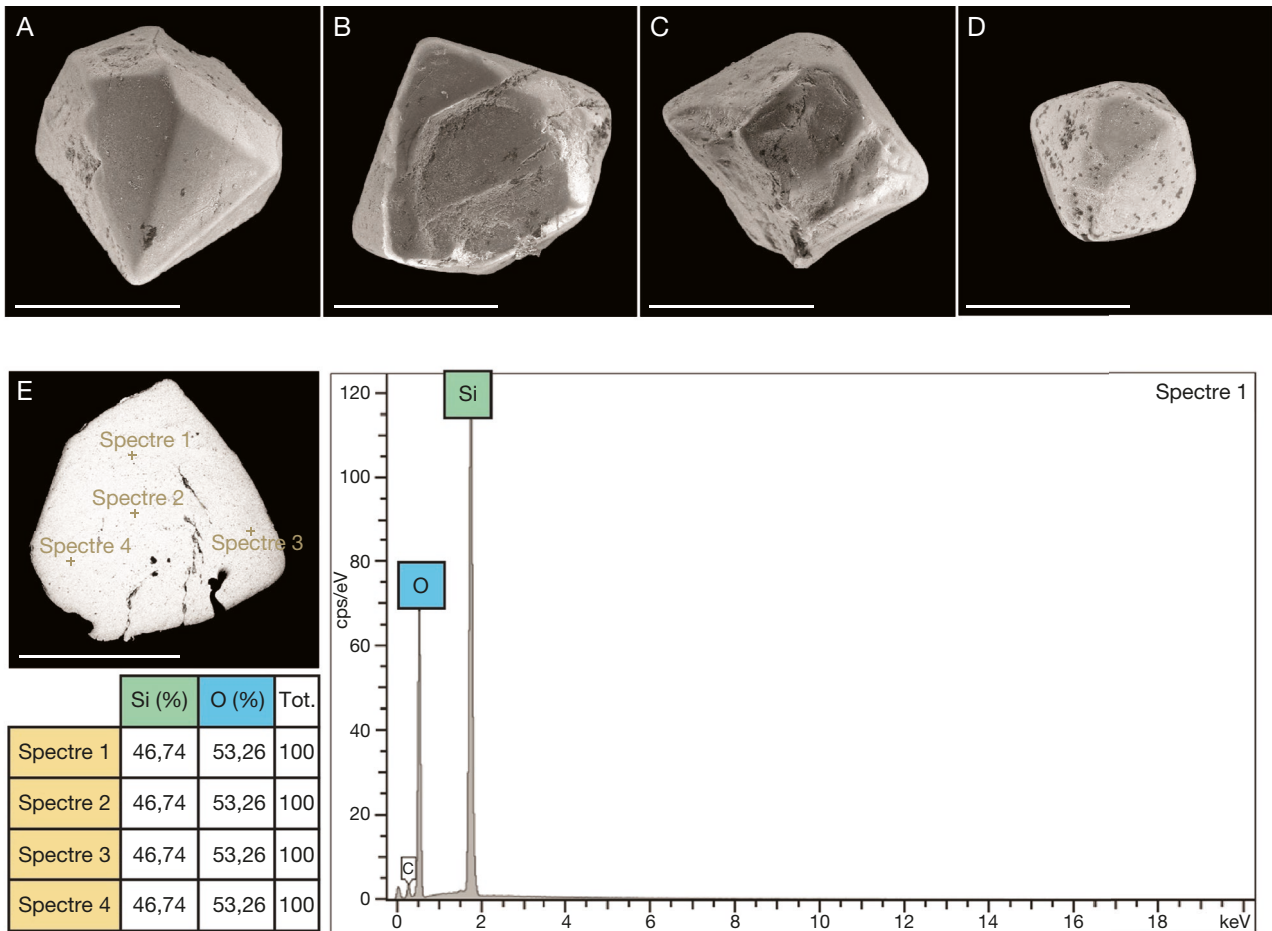 A
B
C
D
E
Spectre 1
Spectre 2
Spectre 4
Spectre 3
Si (%) O (%) Tot.
Spectre 1 46,74 53,26 100
Spectre 2 46,74 53,26 100
Spectre 3 46,74 53,26 100
Spectre 4 46,74 53,26 100
Spectre 1
Si
O
C
cps/eV
120
100
80
60
40
20
0
0 2 4 6 8 10 12 14 16 18 keV